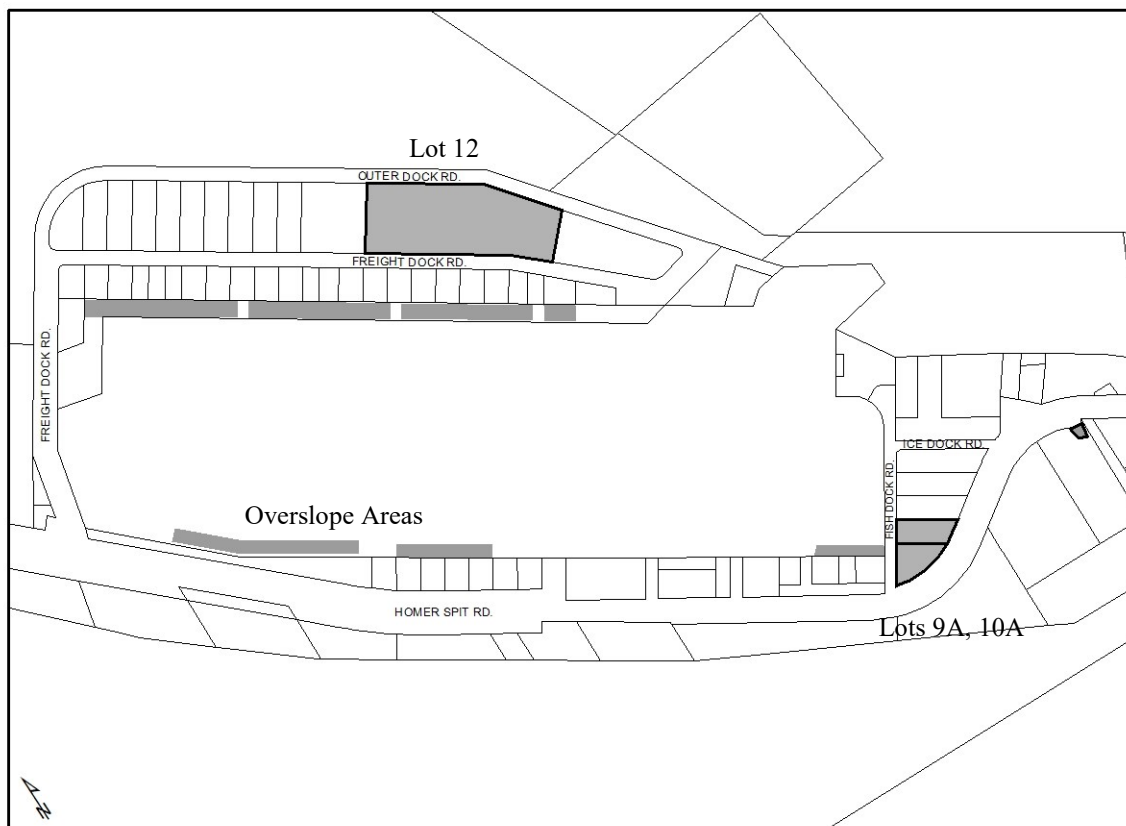 Lot 12
OUTER DOCK RD.
FREIGHT DOCK RD.
FREIGHT DOCK RD.
ICE DOCK RD.
FISH DOCK RD.
Overslope Areas
HOMER SPIT RD.
Lots 9A, 10A
N